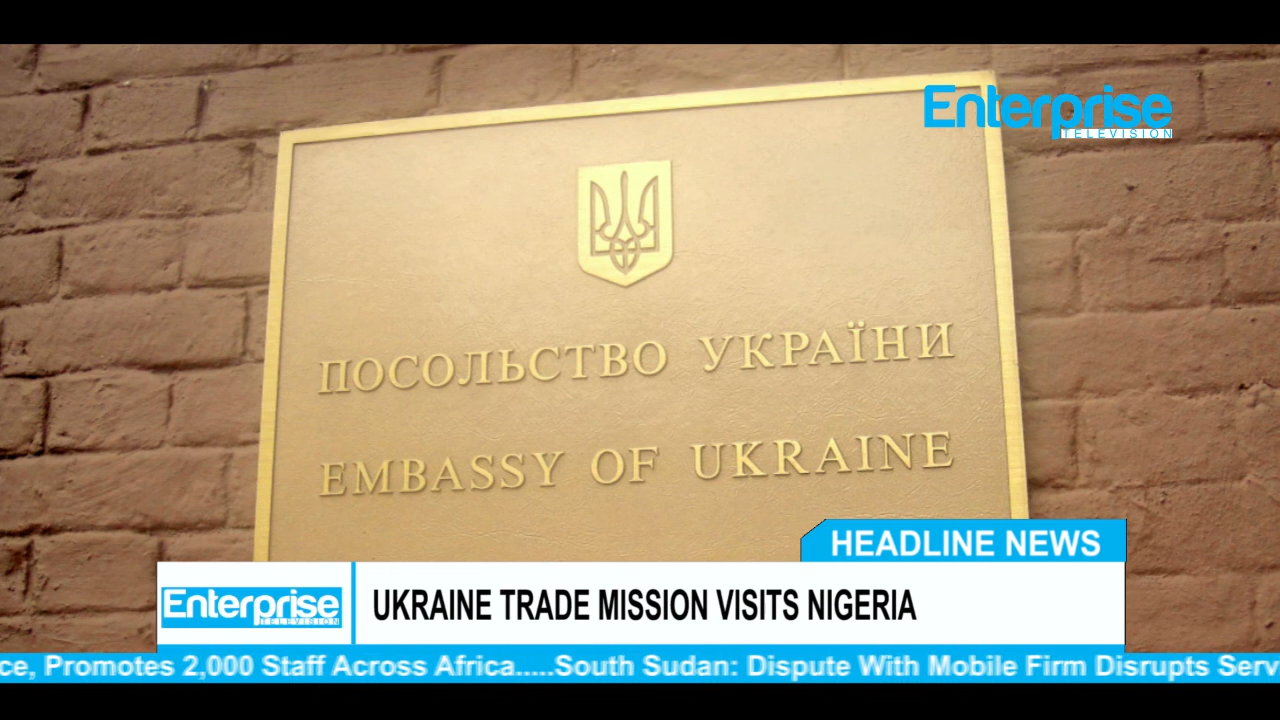 Enterprise
TELEVISION
ПОСОЛЬСТВО УКРАЇНИ
EMBASSY OF UKRAINE
HEADLINE NEWS
Enterprise
TELEVISION
UKRAINE TRADE MISSION VISITS NIGERIA
ce, Promotes 2,000 Staff Across Africa.....South Sudan: Dispute With Mobile Firm Disrupts Serv